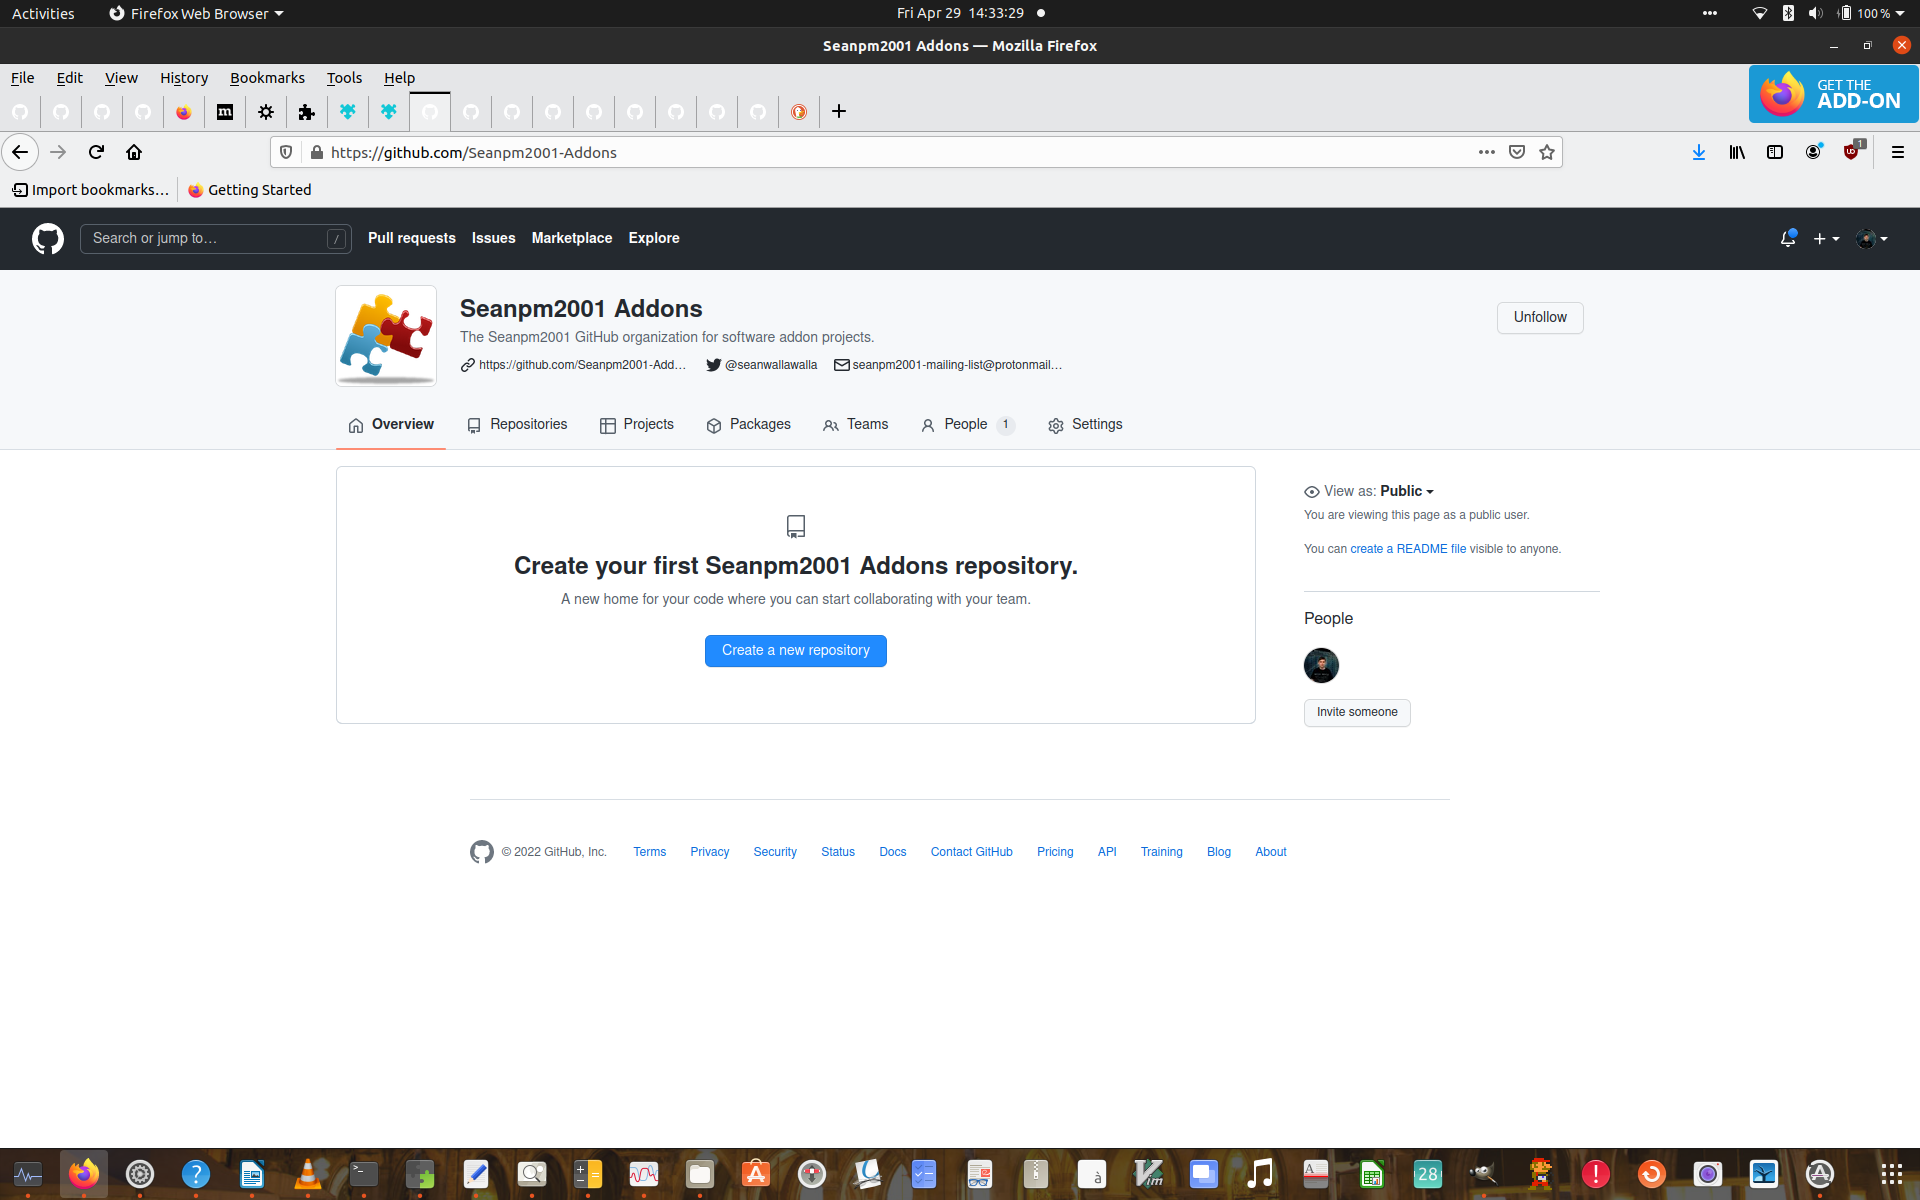 Activities Firefox Web Browser Fri Apr 29 14:33:29 100 %
Seanpm2001 Addons — Mozilla Firefox
File Edit View History Bookmarks Tools Help
GET THE
ADD-ON
m
https://github.com/Seanpm2001-Addons
1
Import bookmarks... Getting Started
Search or jump to... / Pull requests Issues Marketplace Explore
Seanpm2001 Addons
Unfollow
The Seanpm2001 GitHub organization for software addon projects.
https://github.com/Seanpm2001-Add... @seanwallawalla seanpm2001-mailing-list@protonmail...
Overview Repositories Projects Packages Teams People 1 Settings
View as: Public
You are viewing this page as a public user.
You can create a README file visible to anyone.
Create your first Seanpm2001 Addons repository.
A new home for your code where you can start collaborating with your team.
Create a new repository
People
Invite someone
© 2022 GitHub, Inc. Terms Privacy Security Status Docs Contact GitHub Pricing API Training Blog About
28